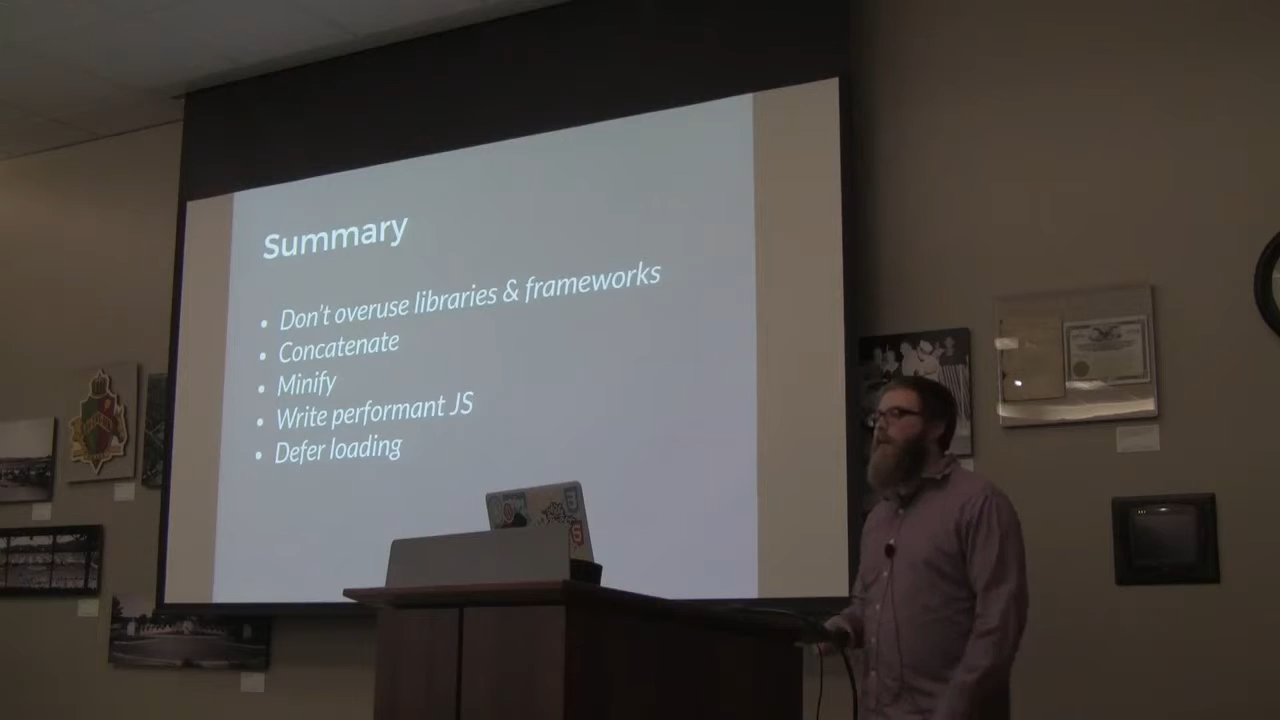 Summary
• Don't overuse libraries & frameworks
• Concatenate
• Minify
• Write performant JS
• Defer loading